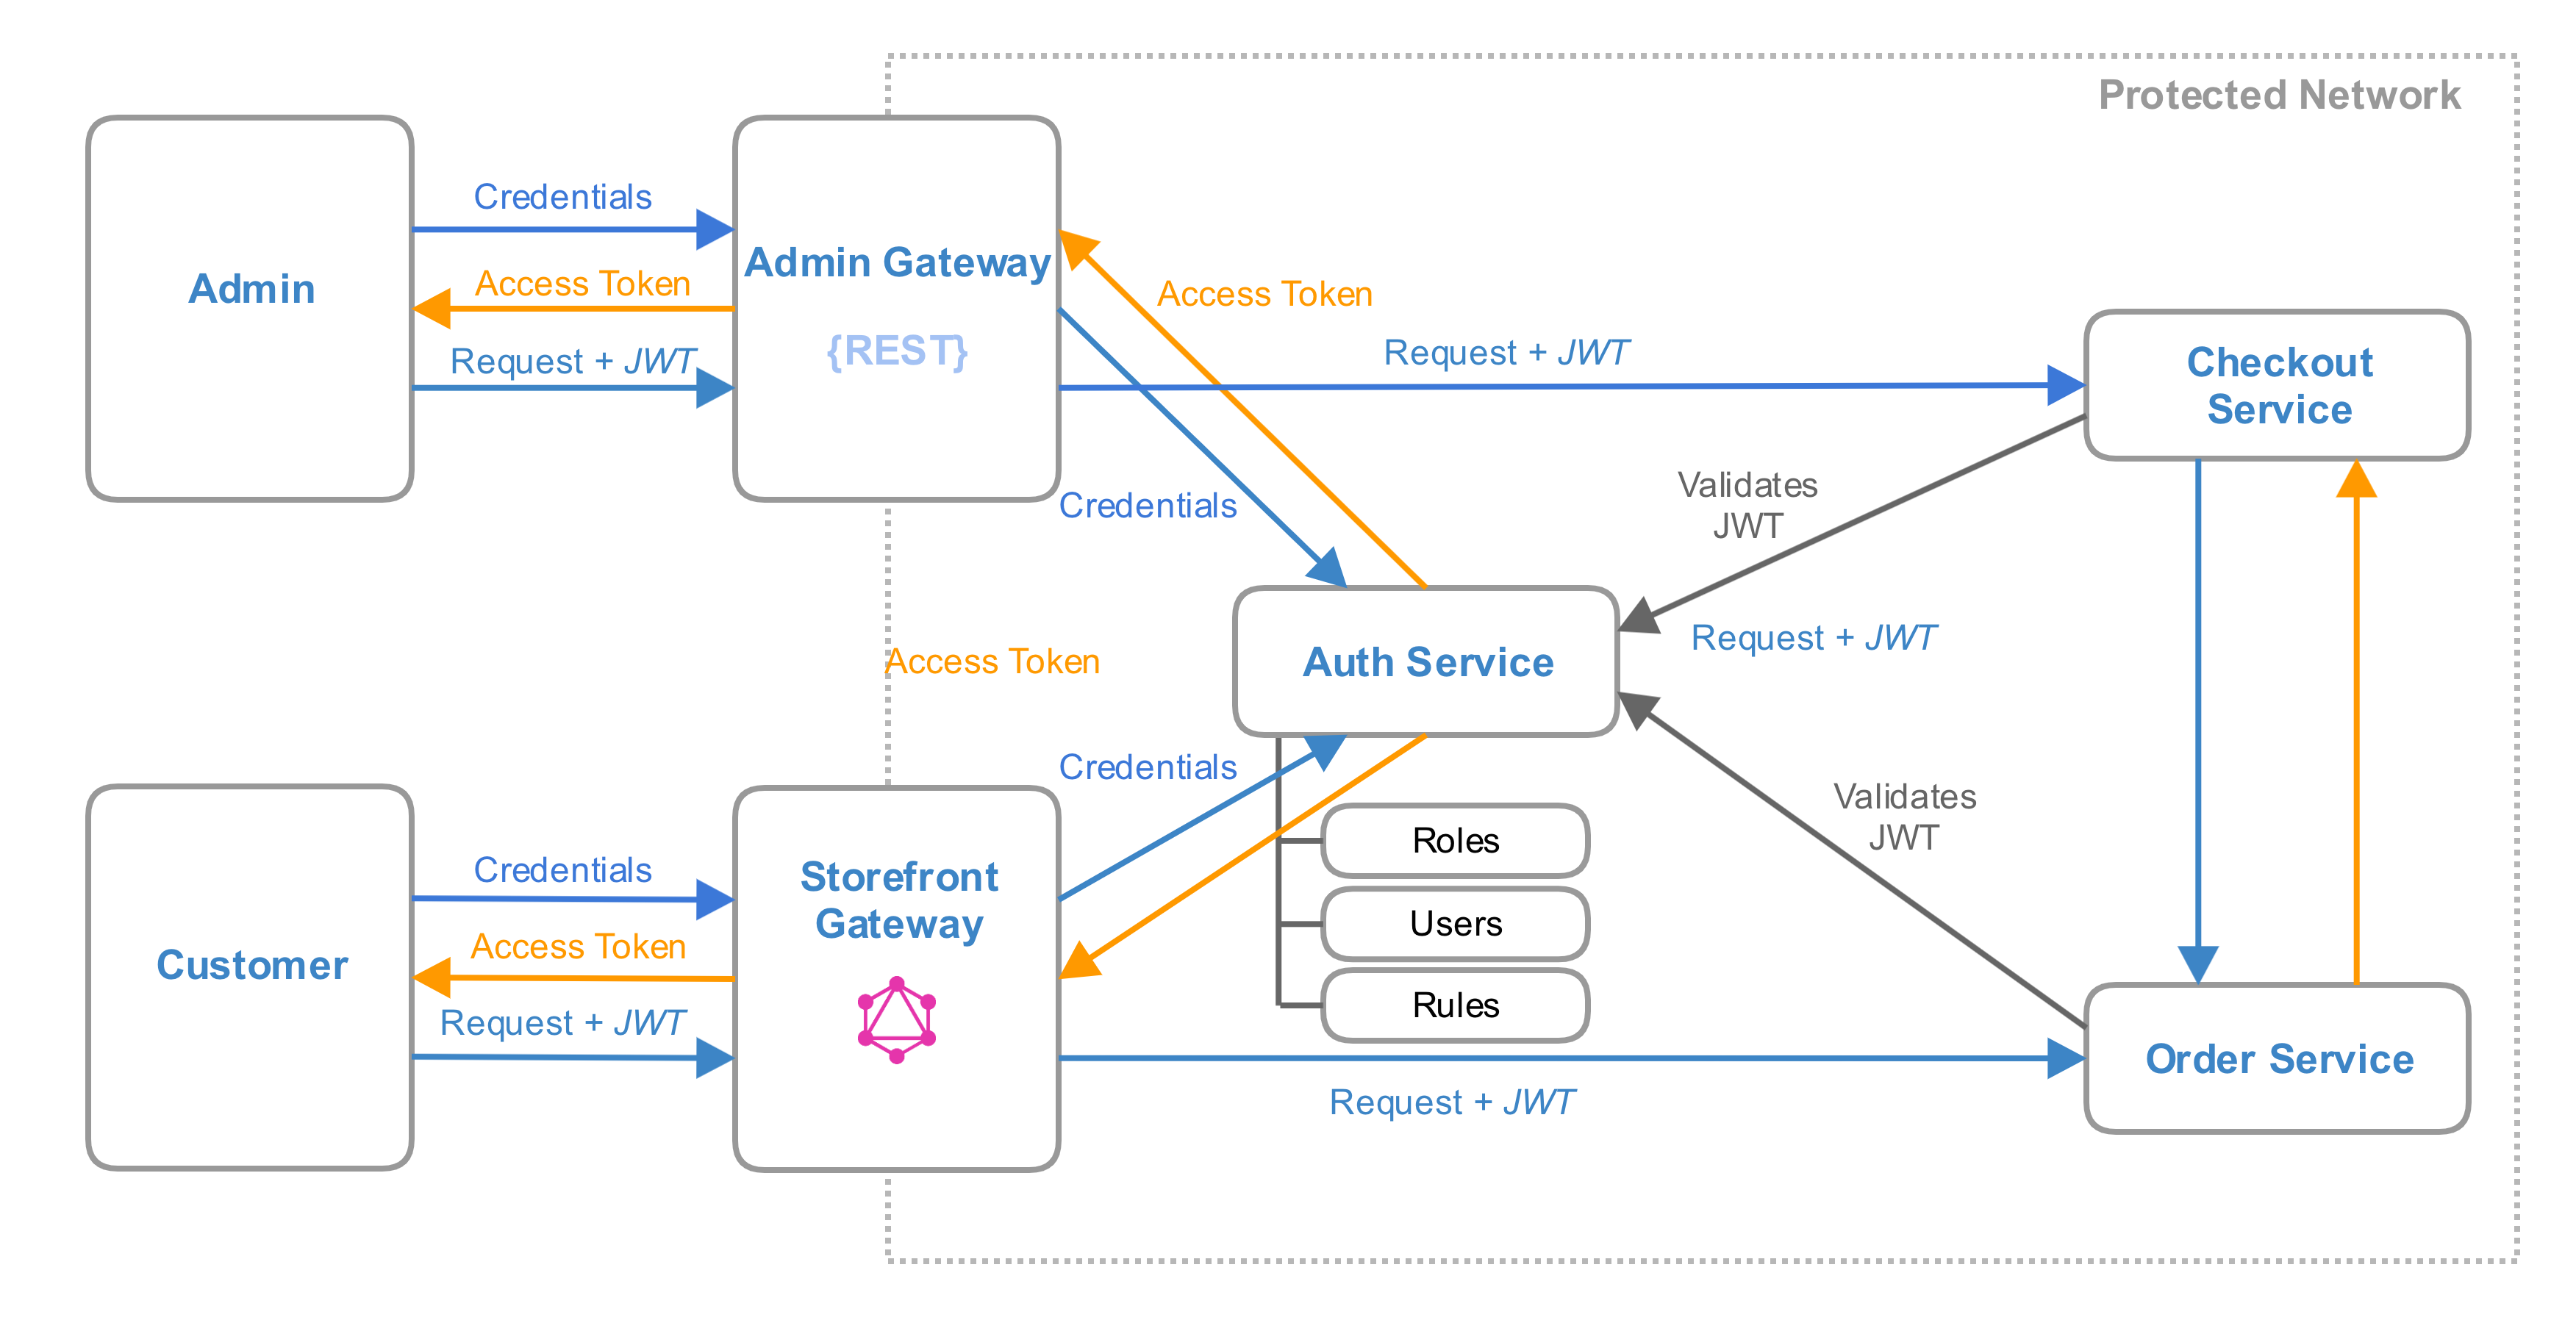 Protected Network
Credentials
Admin Gateway
Admin
Access Token
Access Token
{REST}
Request + JWT
Request + JWT
Checkout
Service
Credentials
Validates
JWT
Request + JWT
Access Token
Auth Service
Credentials
Validates
JWT
Roles
Credentials
Storefront
Gateway
Users
Access Token
Customer
Rules
Request + JWT
Order Service
Request + JWT